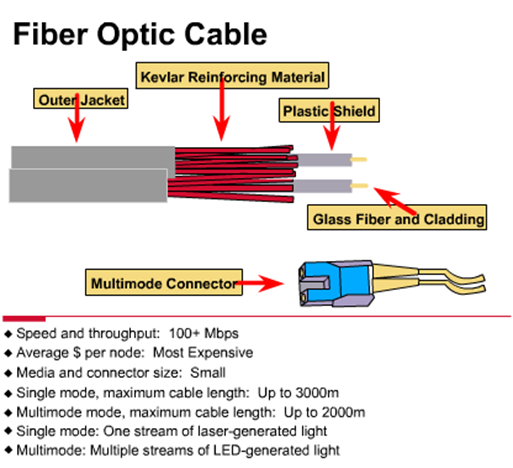 Fiber Optic Cable
Kevlar Reinforcing Material
Outer Jacket
Plastic Shield
Glass Fiber and Cladding
Multimode Connector
Speed and throughput: 100+ Mbps
Average $ per node: Most Expensive
Media and connector size: Small
Single mode, maximum cable length: Up to 3000m
Multimode mode, maximum cable length: Up to 2000m
Single mode: One stream of laser-generated light
Multimode: Multiple streams of LED-generated light